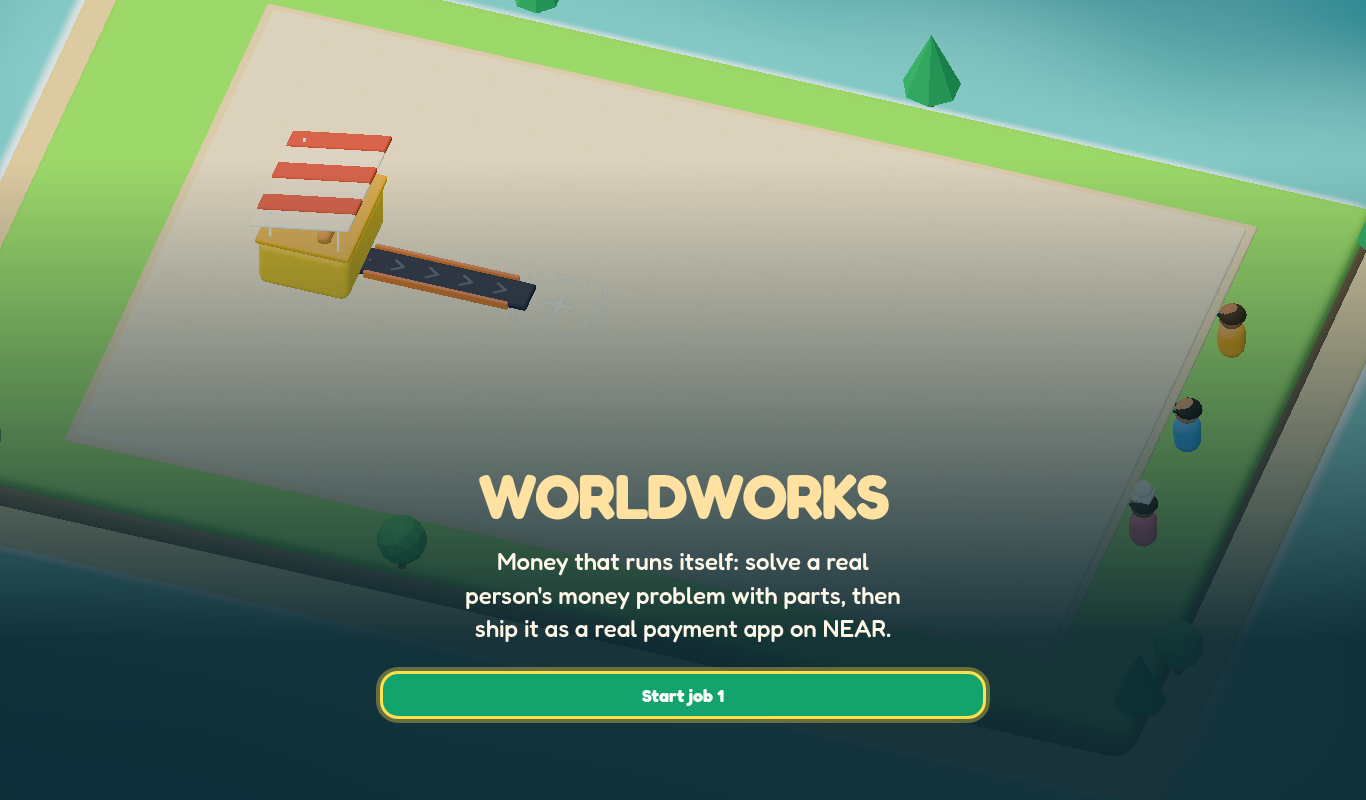 WORLDWORKS
Money that runs itself: solve a real
person's money problem with parts, then
ship it as a real payment app on NEAR.
Start job 1